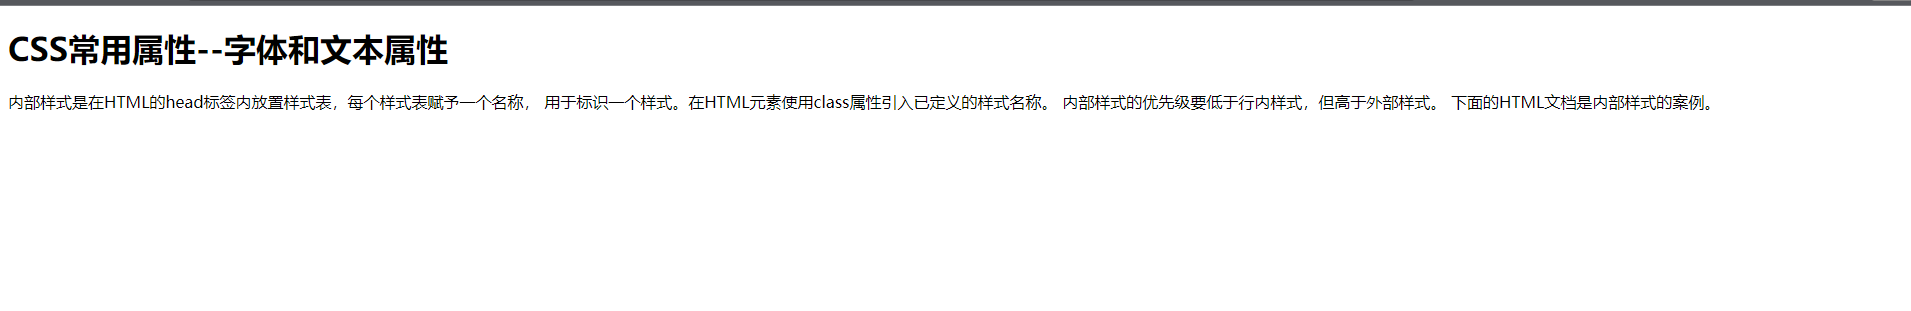 CSS常用属性--字体和文本属性
内部样式是在HTML的head标签内放置样式表，每个样式表赋予一个名称， 用于标识一个样式。在HTML元素使用class属性引入已定义的样式名称。 内部样式的优先级要低于行内样式，但高于外部样式。 下面的HTML文档是内部样式的案例。